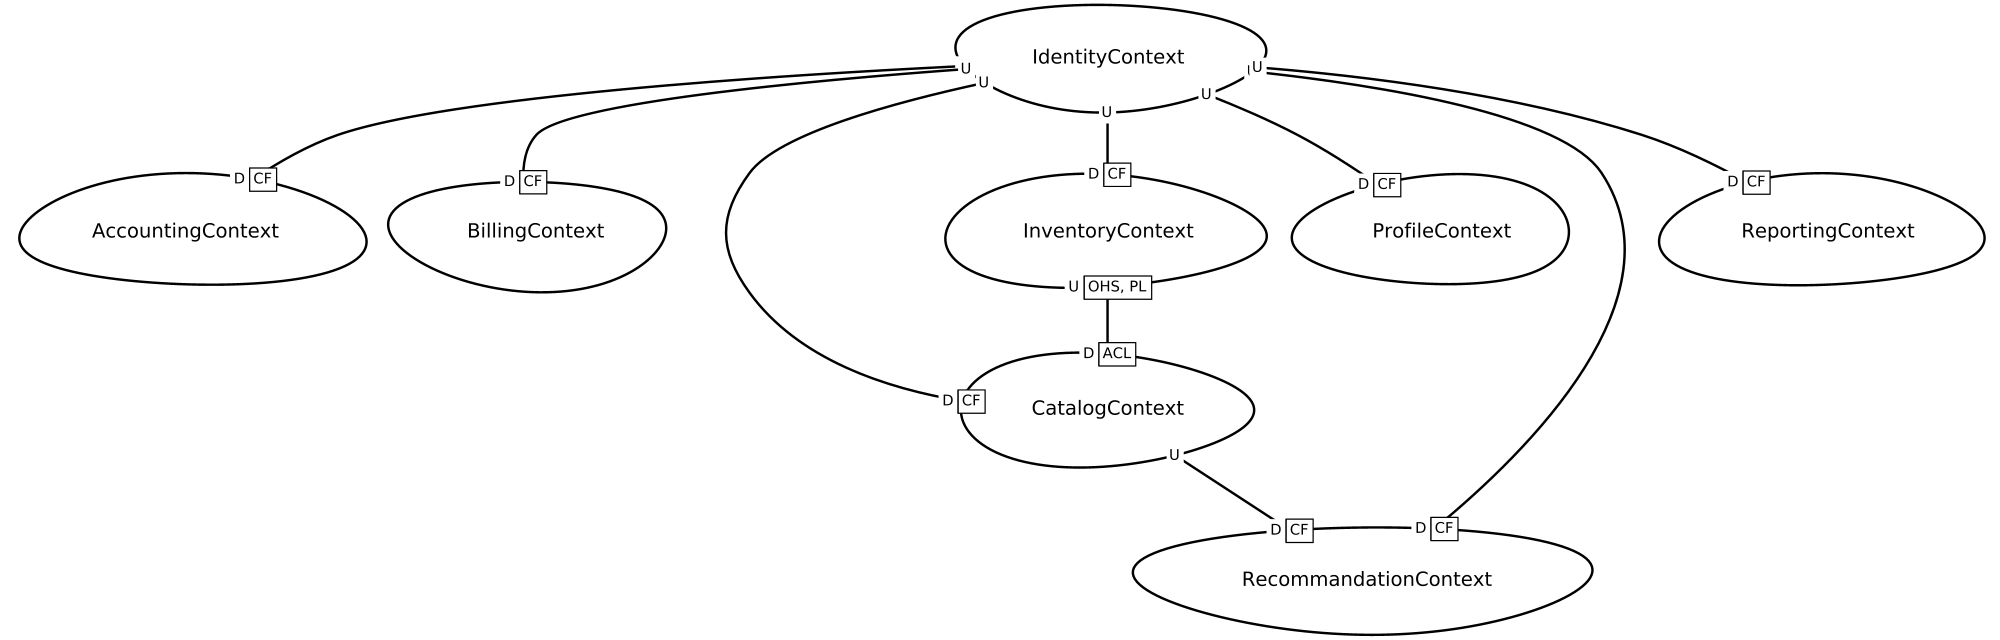 IdentityContext
U
U
U
U
U
D CF
D CF
D CF
D CF
D CF
AccountingContext
BillingContext
InventoryContext
ProfileContext
ReportingContext
U OHS, PL
D ACL
D CF
CatalogContext
U
D CF
D CF
RecommandationContext